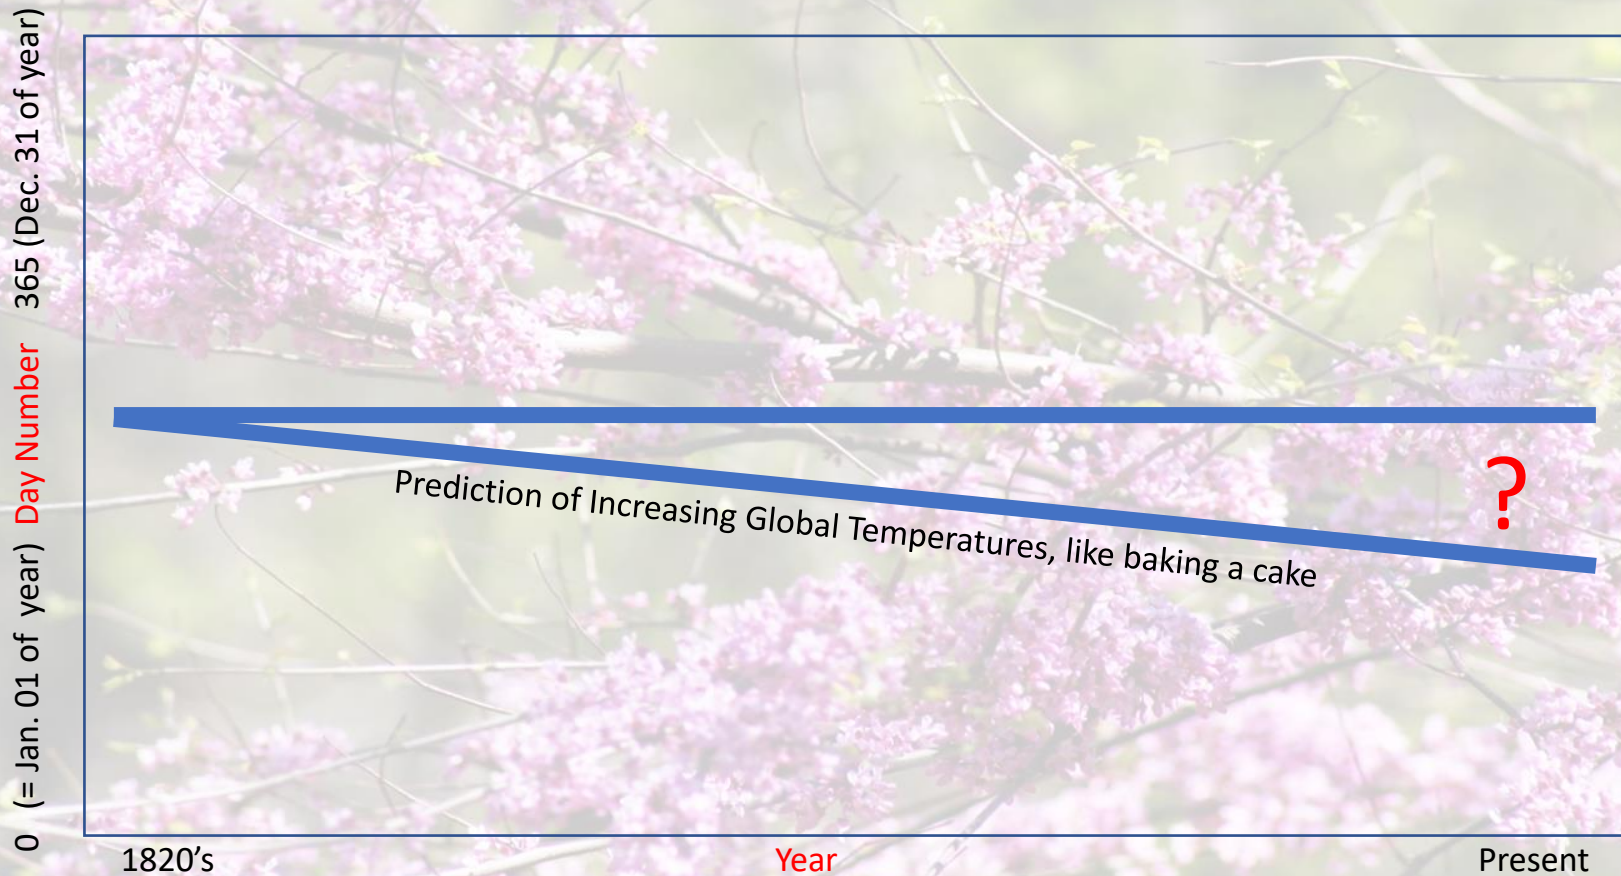 0 (= Jan. 01 of year) Day Number 365 (Dec. 31 of year)
Prediction of Increasing Global Temperatures, like baking a cake
?
1820’s Year Present